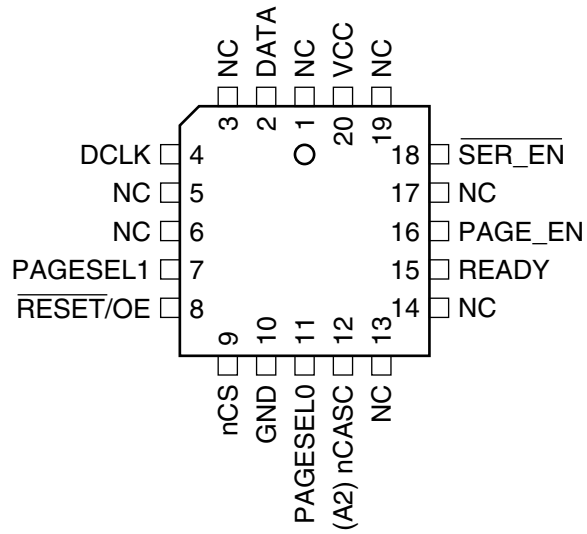 NC
DATA
NC
VCC
NC
3
2
1
20
19
DCLK 4
NC 5
NC 6
PAGESEL1 7
RESET/OE 8
18 SER_EN
17 NC
16 PAGE_EN
15 READY
14 NC
9
10
11
12
13
nCS
GND
PAGESEL0
(A2) nCASC
NC